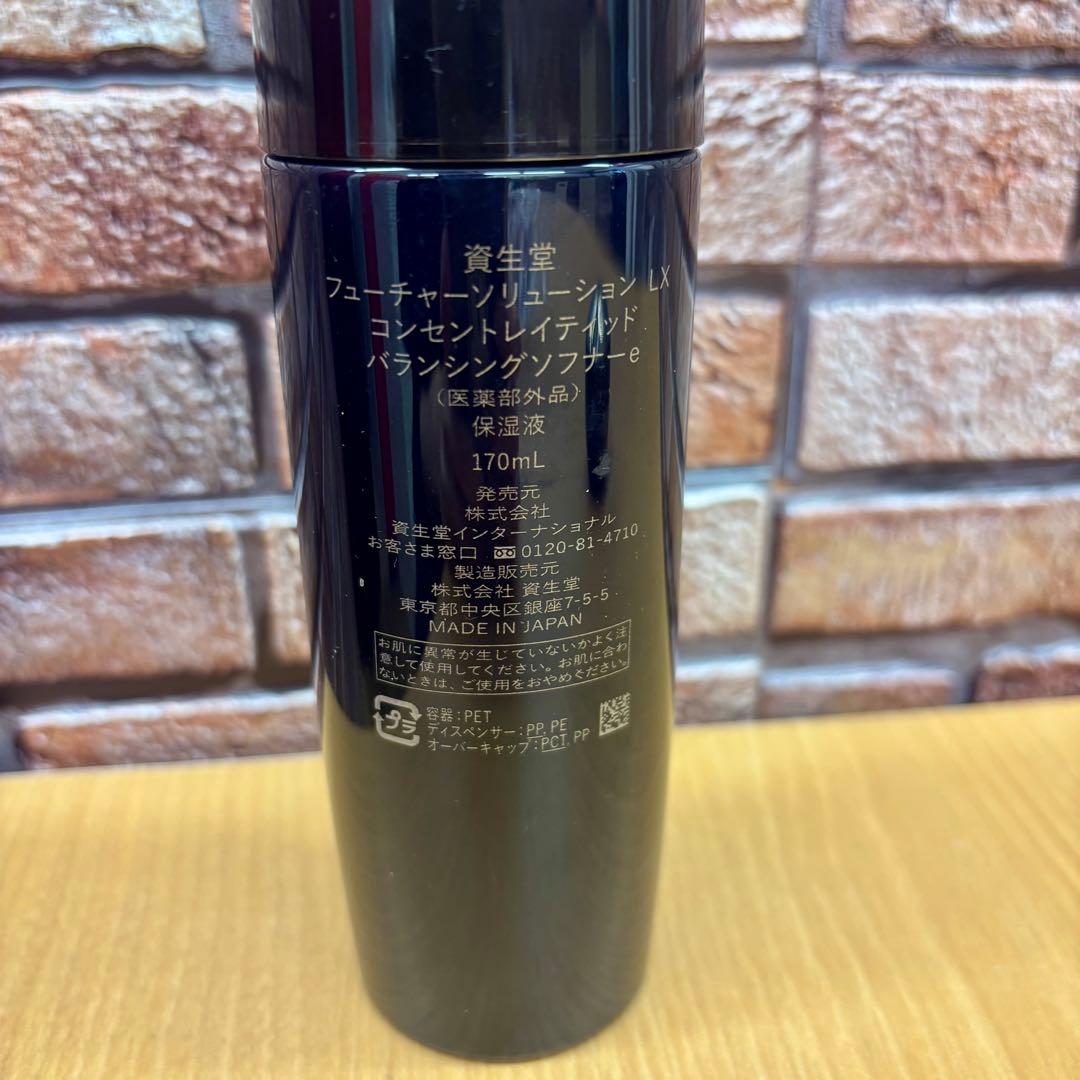 資生堂
フューチャーソリューション LX
コンセントレイティッド
バランシングソフナーe
(医薬部外品)
保湿液
170mL
発売元
株式会社
資生堂インターナショナル
お客さま窓口 0120-81-4710
製造販売元
株式会社 資生堂
東京都中央区銀座7-5-5
MADE IN JAPAN
お肌に異常が生じていないかよく注
意して使用してください。お肌に合わ
ないときは、ご使用をおやめください。
プラ
容器:PET
ディスペンサー:PP, PE
オーバーキャップ:PCT, PP